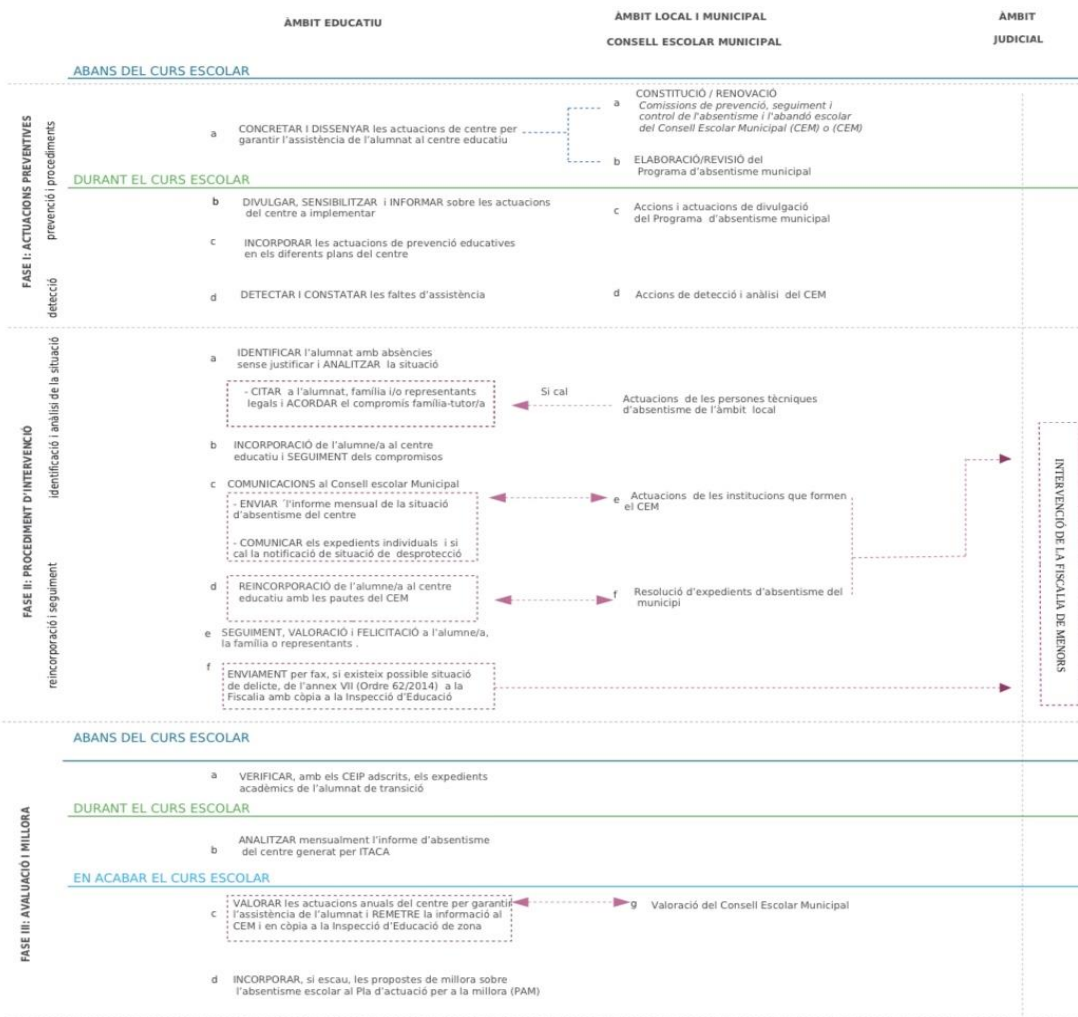 ÀMBIT EDUCATIU
ÀMBIT LOCAL I MUNICIPAL
CONSELL ESCOLAR MUNICIPAL
ÀMBIT
JUDICIAL
ABANS DEL CURS ESCOLAR
FASE I: ACTUACIONS PREVENTIVES
prevenció i procediments
a CONCRETAR I DISSENYAR les actuacions de centre per
garantir l'assistència de l'alumnat al centre educatiu
a CONSTITUCIÓ / RENOVACIÓ
Comissions de prevenció, seguiment i
control de l'absentisme i l'abandó escolar
del Consell Escolar Municipal (CEM) o (CEM)
b ELABORACIÓ/REVISIÓ del
Programa d'absentisme municipal
DURANT EL CURS ESCOLAR
b DIVULGAR, SENSIBILITZAR i INFORMAR sobre les actuacions
del centre a implementar
c Accions i actuacions de divulgació
del Programa d'absentisme municipal
c INCORPORAR les actuacions de prevenció educatives
en els diferents plans del centre
detecció
d DETECTAR I CONSTATAR les faltes d'assistència
d Accions de detecció i anàlisi del CEM
FASE II: PROCEDIMENT D'INTERVENCIÓ
identificació i anàlisi de la situació
a IDENTIFICAR l'alumnat amb absències
sense justificar i ANALITZAR la situació
- CITAR a l'alumnat, família i/o representants
legals i ACORDAR el compromís família-tutor/a
Si cal
Actuacions de les persones tècniques
d'absentisme de l'àmbit local
b INCORPORACIÓ de l'alumne/a al centre
educatiu i SEGUIMENT dels compromisos
c COMUNICACIONS al Consell escolar Municipal
- ENVIAR ´l'informe mensual de la situació
d'absentisme del centre
- COMUNICAR els expedients individuals i si
cal la notificació de situació de desprotecció
e Actuacions de les institucions que formen
el CEM
INTERVENCIÓ DE LA FISCALIA DE MENORS
reincorporació i seguiment
d REINCORPORACIÓ de l'alumne/a al centre
educatiu amb les pautes del CEM
f Resolució d'expedients d'absentisme del
municipi
e SEGUIMENT, VALORACIÓ i FELICITACIÓ a l'alumne/a,
la família o representants .
f ENVIAMENT per fax, si existeix possible situació
de delicte, de l'annex VII (Ordre 62/2014) a la
Fiscalia amb còpia a la Inspecció d'Educació
FASE III: AVALUACIÓ I MILLORA
ABANS DEL CURS ESCOLAR
a VERIFICAR, amb els CEIP adscrits, els expedients
acadèmics de l'alumnat de transició
DURANT EL CURS ESCOLAR
b ANALITZAR mensualment l'informe d'absentisme
del centre generat per ITACA
EN ACABAR EL CURS ESCOLAR
c VALORAR les actuacions anuals del centre per garantir
l'assistència de l'alumnat i REMETRE la informació al
CEM i en còpia a la Inspecció d'Educació de zona
g Valoració del Consell Escolar Municipal
d INCORPORAR, si escau, les propostes de millora sobre
l'absentisme escolar al Pla d'actuació per a la millora (PAM)